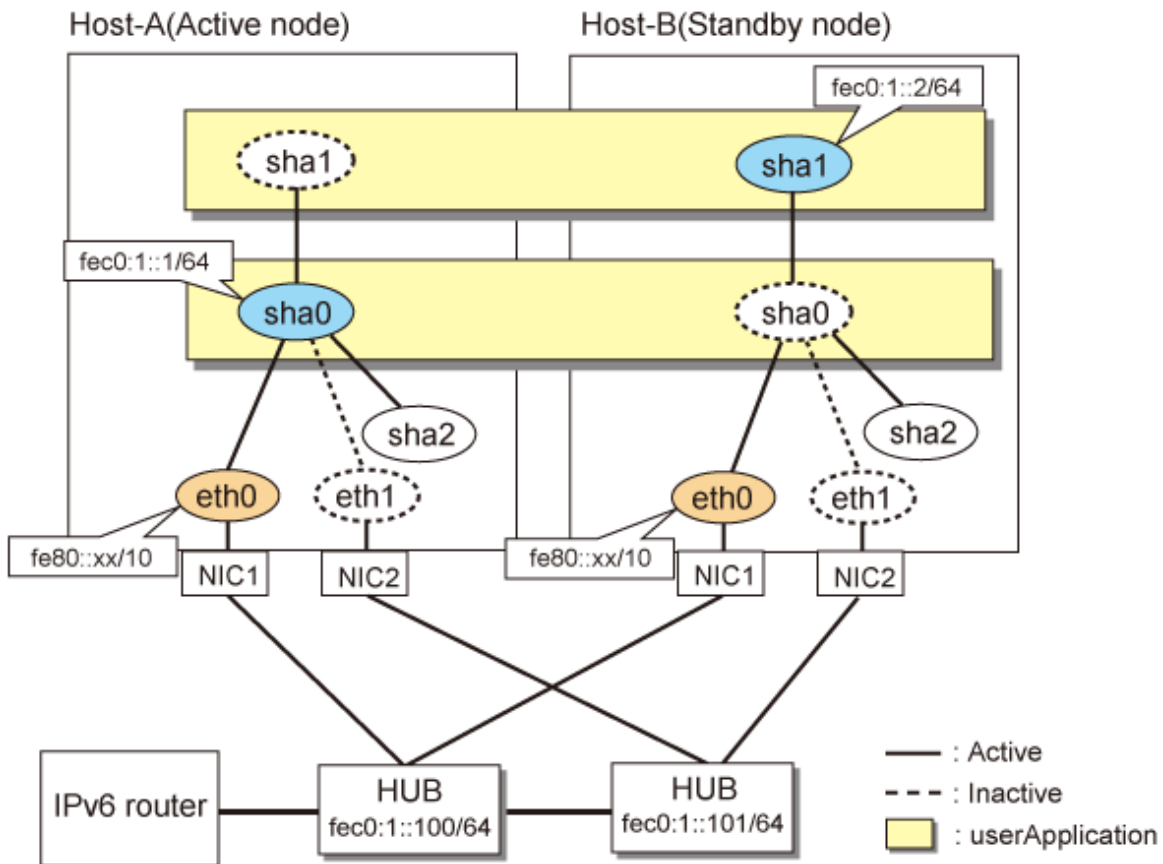 Host-A(Active node)
Host-B(Standby node)
fec0:1::2/64
sha1
sha1
fec0:1::1/64
sha0
sha0
sha2
sha2
eth0
eth1
eth0
eth1
fe80::xx/10
fe80::xx/10
NIC1
NIC2
NIC1
NIC2
IPv6 router
HUB
fec0:1::100/64
HUB
fec0:1::101/64
: Active
: Inactive
: userApplication